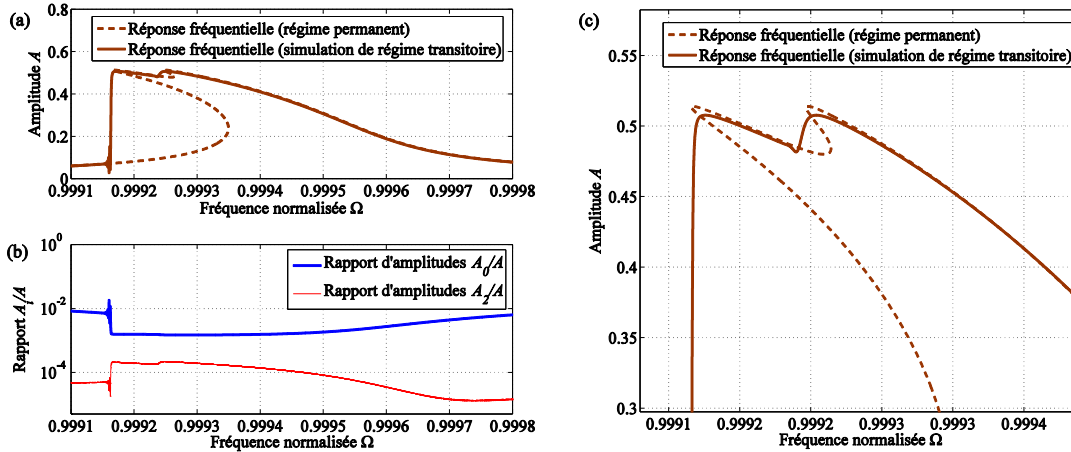 (a)
0.8
0.6
0.4
0.2
0
Amplitude A
Réponse fréquentielle (régime permanent)
Réponse fréquentielle (simulation de régime transitoire)
0.9991 0.9992 0.9993 0.9994 0.9995 0.9996 0.9997 0.9998
Fréquence normalisée Ω
(b)
10^0
10^-2
10^-4
Rapport A_i/A
Rapport d'amplitudes A_0/A
Rapport d'amplitudes A_2/A
0.9991 0.9992 0.9993 0.9994 0.9995 0.9996 0.9997 0.9998
Fréquence normalisée Ω
(c)
0.55
0.5
0.45
0.4
0.35
0.3
Amplitude A
Réponse fréquentielle (régime permanent)
Réponse fréquentielle (simulation de régime transitoire)
0.9991 0.9992 0.9992 0.9993 0.9993 0.9994
Fréquence normalisée Ω